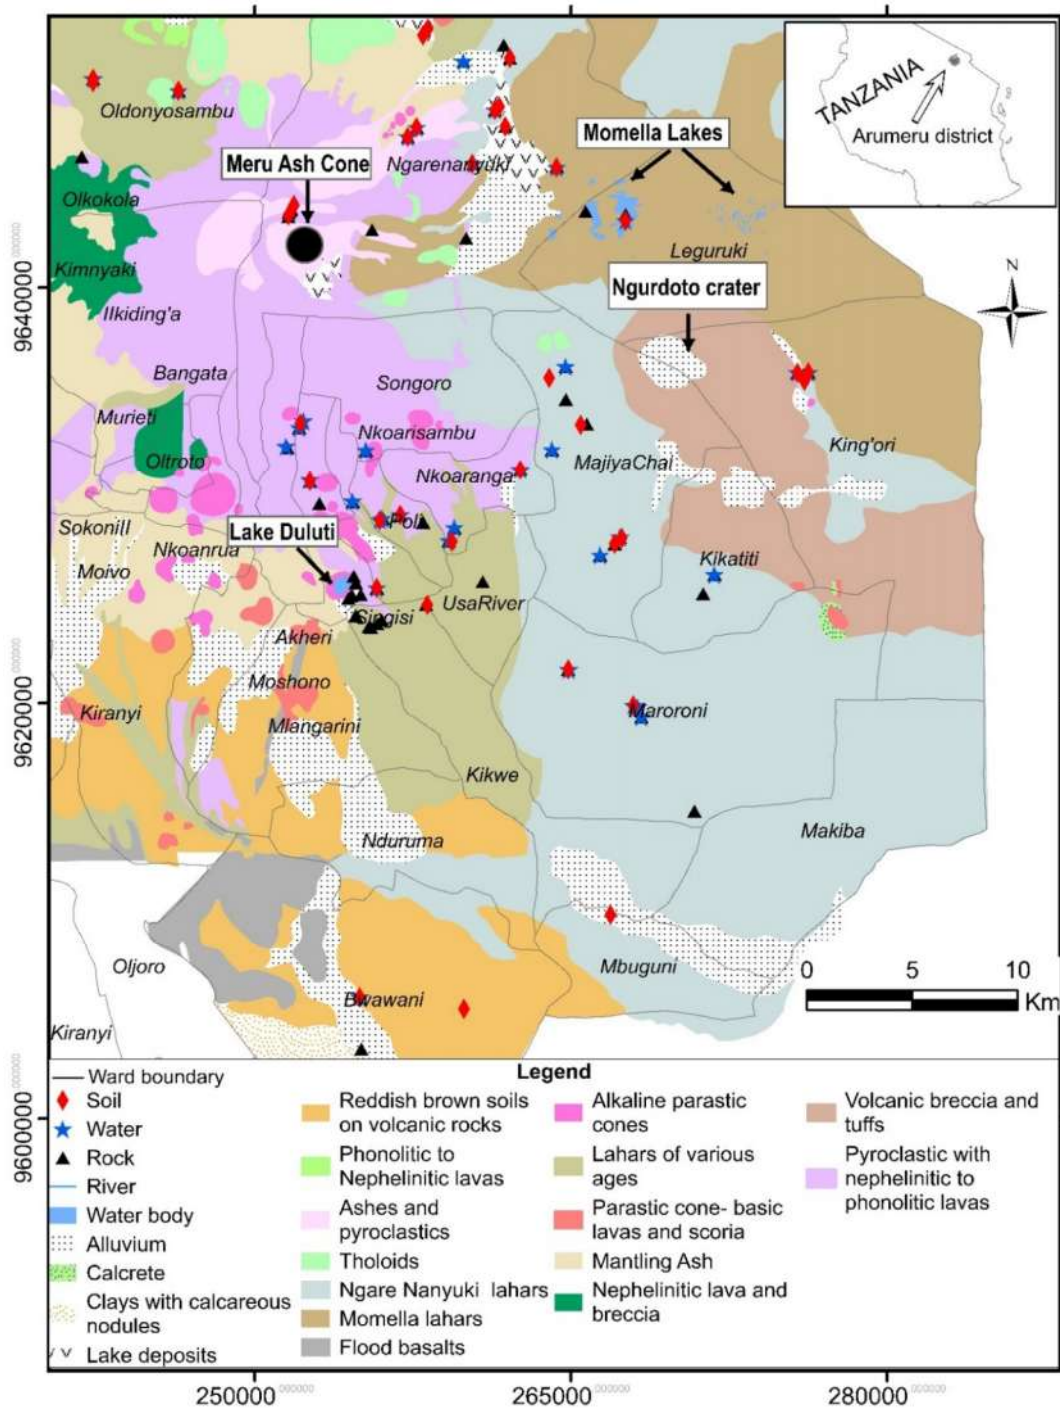 TANZANIA
Arumeru district
Oldonyosambu
Momella Lakes
Meru Ash Cone
Ngarenanyuki
Olkokola
Leguruki
Kimnyaki
N
Ngurdoto crater
9640000
Ilkiding'a
Bangata
Songoro
Murieti
Nkoarisambu
King'ori
Oltroto
Nkoaranga
MajiyaChai
SokoniII
Poli
Lake Duluti
Nkoanrua
Kikatiti
Moivo
UsaRiver
Singisi
Akheri
Moshono
9620000
Kiranyi
Mlangarini
Maroroni
Kikwe
Makiba
Nduruma
Oljoro
Mbuguni
0 5 10
Km
Bwawani
Kiranyi
Legend
Ward boundary
Soil
Water
Rock
River
Water body
Alluvium
Calcrete
Clays with calcareous
nodules
Lake deposits
Reddish brown soils
on volcanic rocks
Phonolitic to
Nephelinitic lavas
Ashes and
pyroclastics
Tholoids
Ngare Nanyuki lahars
Momella lahars
Flood basalts
Alkaline parastic
cones
Lahars of various
ages
Parastic cone- basic
lavas and scoria
Mantling Ash
Nephelinitic lava and
breccia
Volcanic breccia and
tuffs
Pyroclastic with
nephelinitic to
phonolitic lavas
9600000
250000 000000 265000 000000 280000 000000